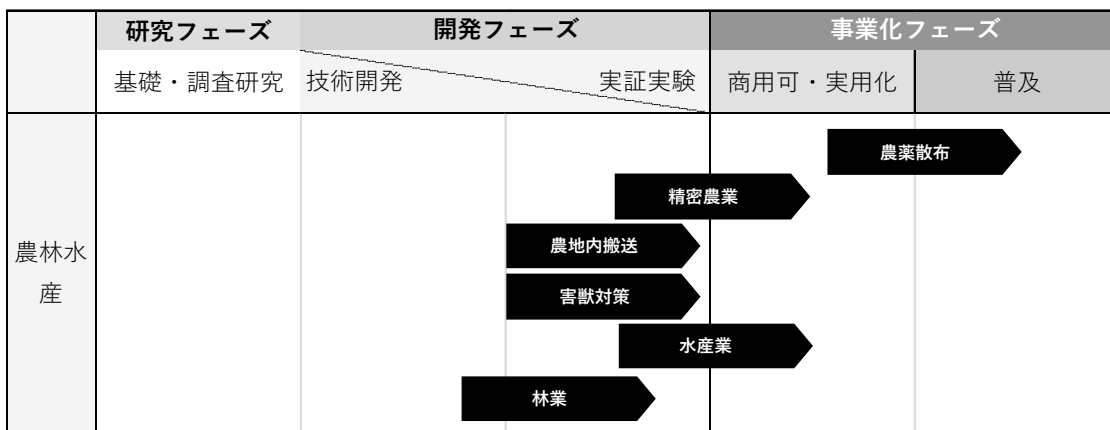 研究フェーズ
開発フェーズ
事業化フェーズ
基礎・調査研究
技術開発
実証実験
商用可・実用化
普及
農林水
産
農薬散布
精密農業
農地内搬送
害獣対策
水産業
林業